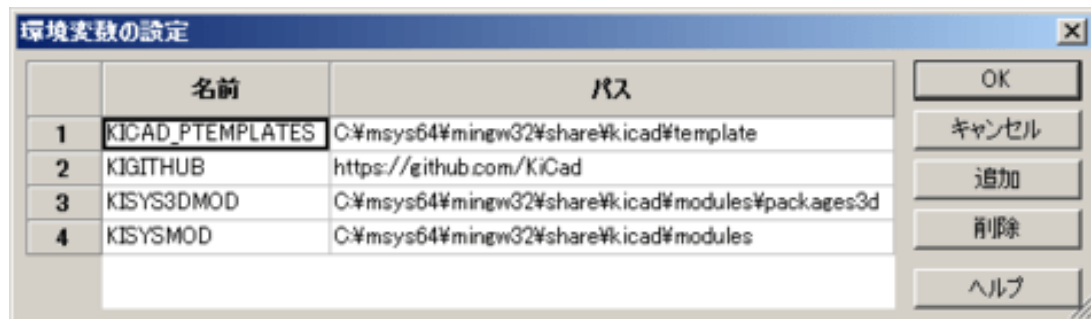 環境変数の設定
名前 パス OK
1 KICAD_PTEMPLATES C:¥msys64¥mingw32¥share¥kicad¥template キャンセル
2 KIGITHUB https://github.com/KiCad 追加
3 KISYS3DMOD C:¥msys64¥mingw32¥share¥kicad¥modules¥packages3d
4 KISYSMOD C:¥msys64¥mingw32¥share¥kicad¥modules 削除
ヘルプ